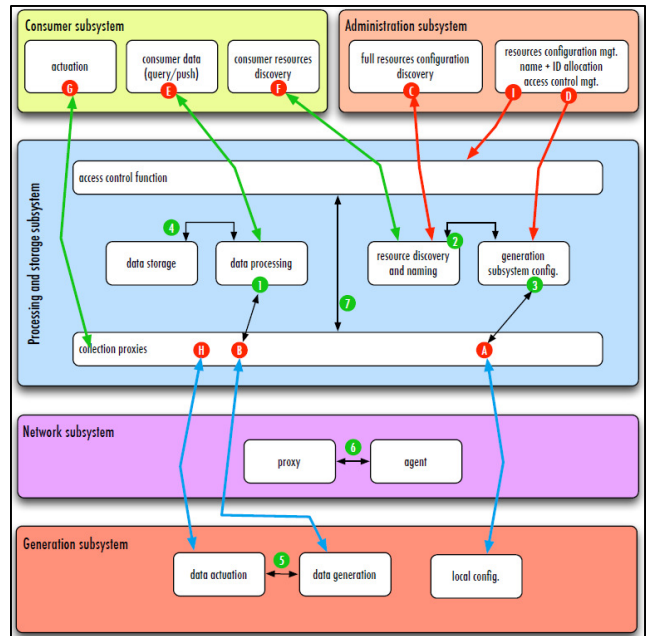 Consumer subsystem
actuation
G
consumer data
(query/push)
E
consumer resources
discovery
F
Administration subsystem
full resources configuration
discovery
C
resources configuration mgt.
name + ID allocation
access control mgt.
I
D
Processing and storage subsystem
access control function
4
data storage
data processing
1
7
resource discovery
and naming
2
generation
subsystem config.
3
collection proxies
H
B
A
Network subsystem
proxy
6
agent
Generation subsystem
data actuation
5
data generation
local config.